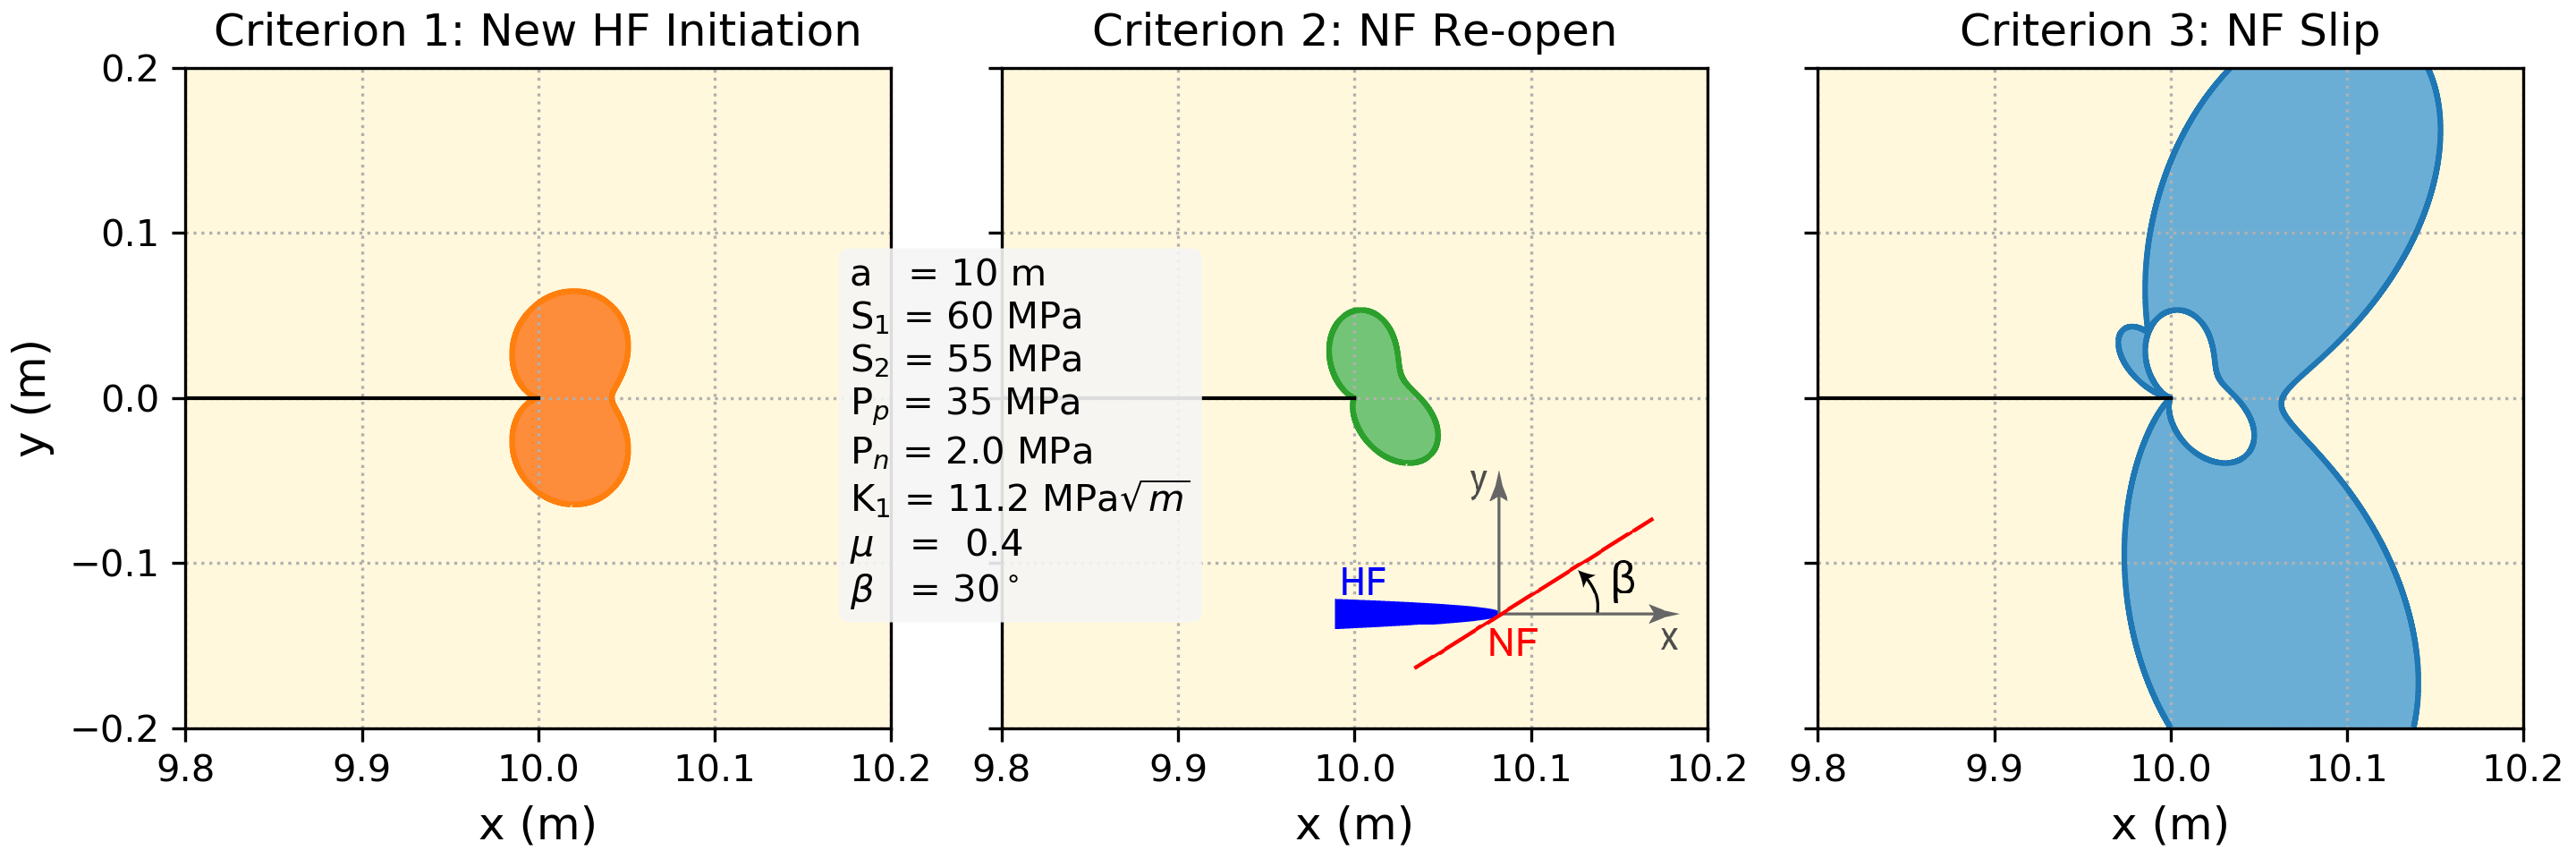 Criterion 1: New HF Initiation
Criterion 2: NF Re-open
Criterion 3: NF Slip
0.2
0.1
0.0
−0.1
−0.2
y (m)
9.8 9.9 10.0 10.1 10.2
x (m)
a = 10 m
S₁ = 60 MPa
S₂ = 55 MPa
Pₚ = 35 MPa
Pₙ = 2.0 MPa
K₁ = 11.2 MPa√m
μ = 0.4
β = 30°
y
HF
β
NF
x
9.8 9.9 10.0 10.1 10.2
x (m)
9.8 9.9 10.0 10.1 10.2
x (m)